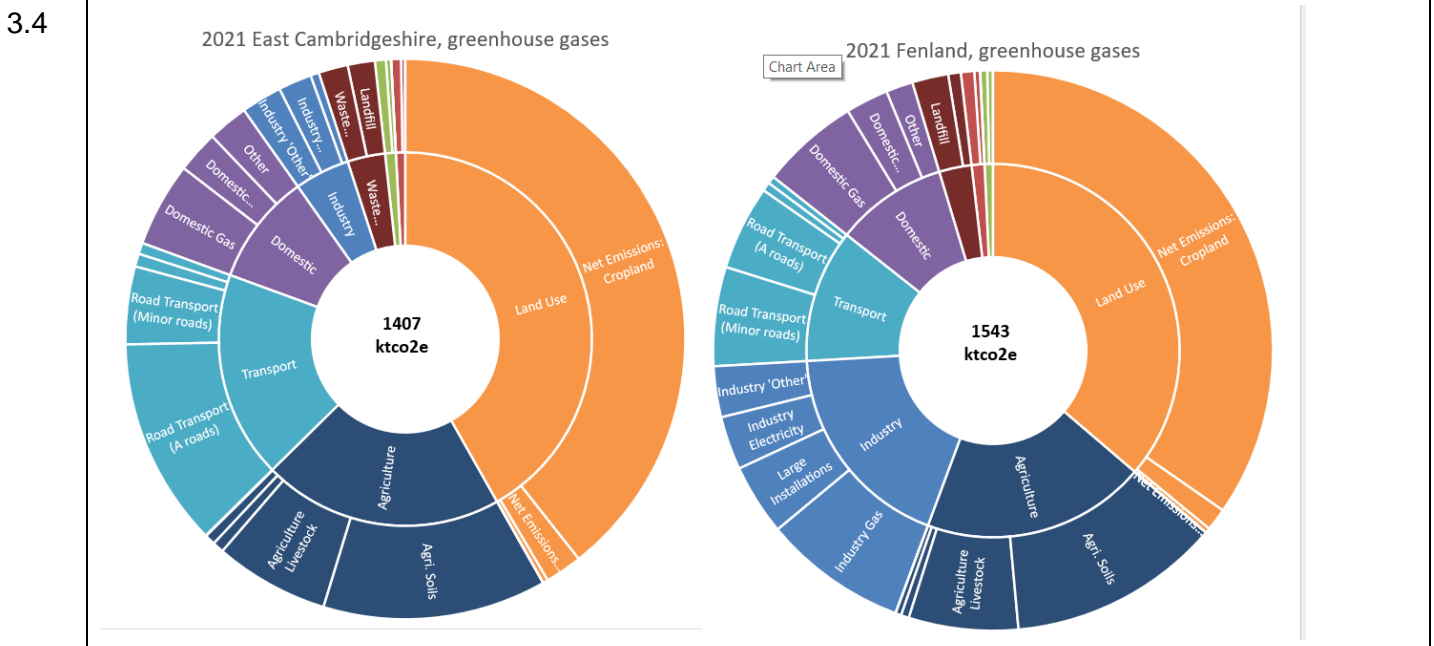 3.4
2021 East Cambridgeshire, greenhouse gases
Net Emissions:
Cropland
Land Use
Net Emissions...
Agriculture
Agri. Soils
Agriculture
Livestock
Transport
Road Transport
(A roads)
Road Transport
(Minor roads)
Domestic
Domestic Gas
Domestic...
Other
Industry
Industry 'Other'
Industry...
Waste...
Waste...
Landfill
1407
ktco2e
Chart Area
2021 Fenland, greenhouse gases
Net Emissions:
Cropland
Land Use
Net Emissions...
Agriculture
Agri. Soils
Agriculture
Livestock
Industry
Industry Gas
Large
Installations
Industry
Electricity
Industry 'Other'
Transport
Road Transport
(Minor roads)
Road Transport
(A roads)
Domestic
Domestic Gas
Domestic...
Other
Landfill
1543
ktco2e